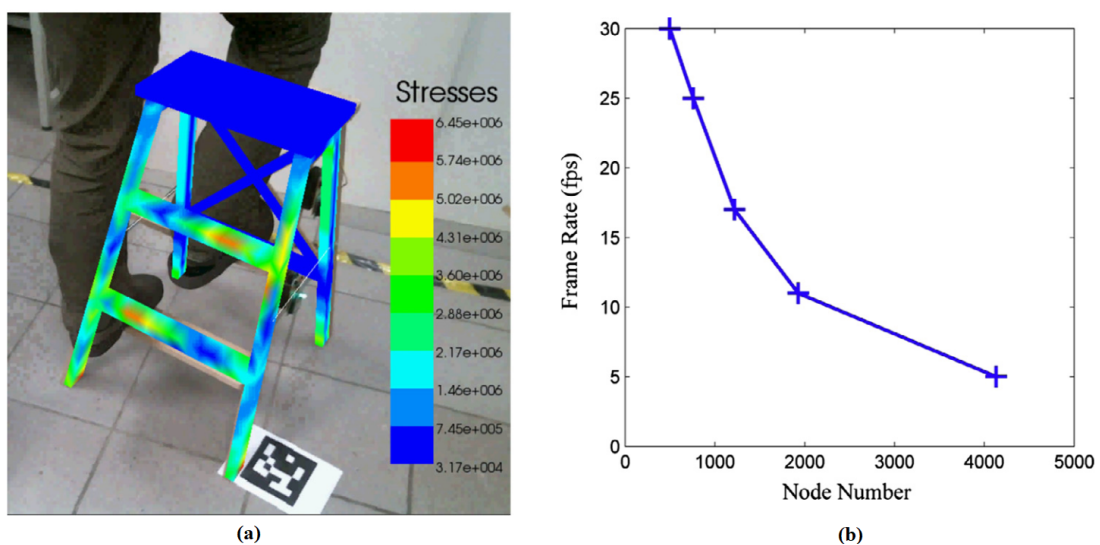 Stresses
6.45e+006
5.74e+006
5.02e+006
4.31e+006
3.60e+006
2.88e+006
2.17e+006
1.46e+006
7.45e+005
3.17e+004
(a)
30
25
20
15
10
5
0
Frame Rate (fps)
0 1000 2000 3000 4000 5000
Node Number
(b)